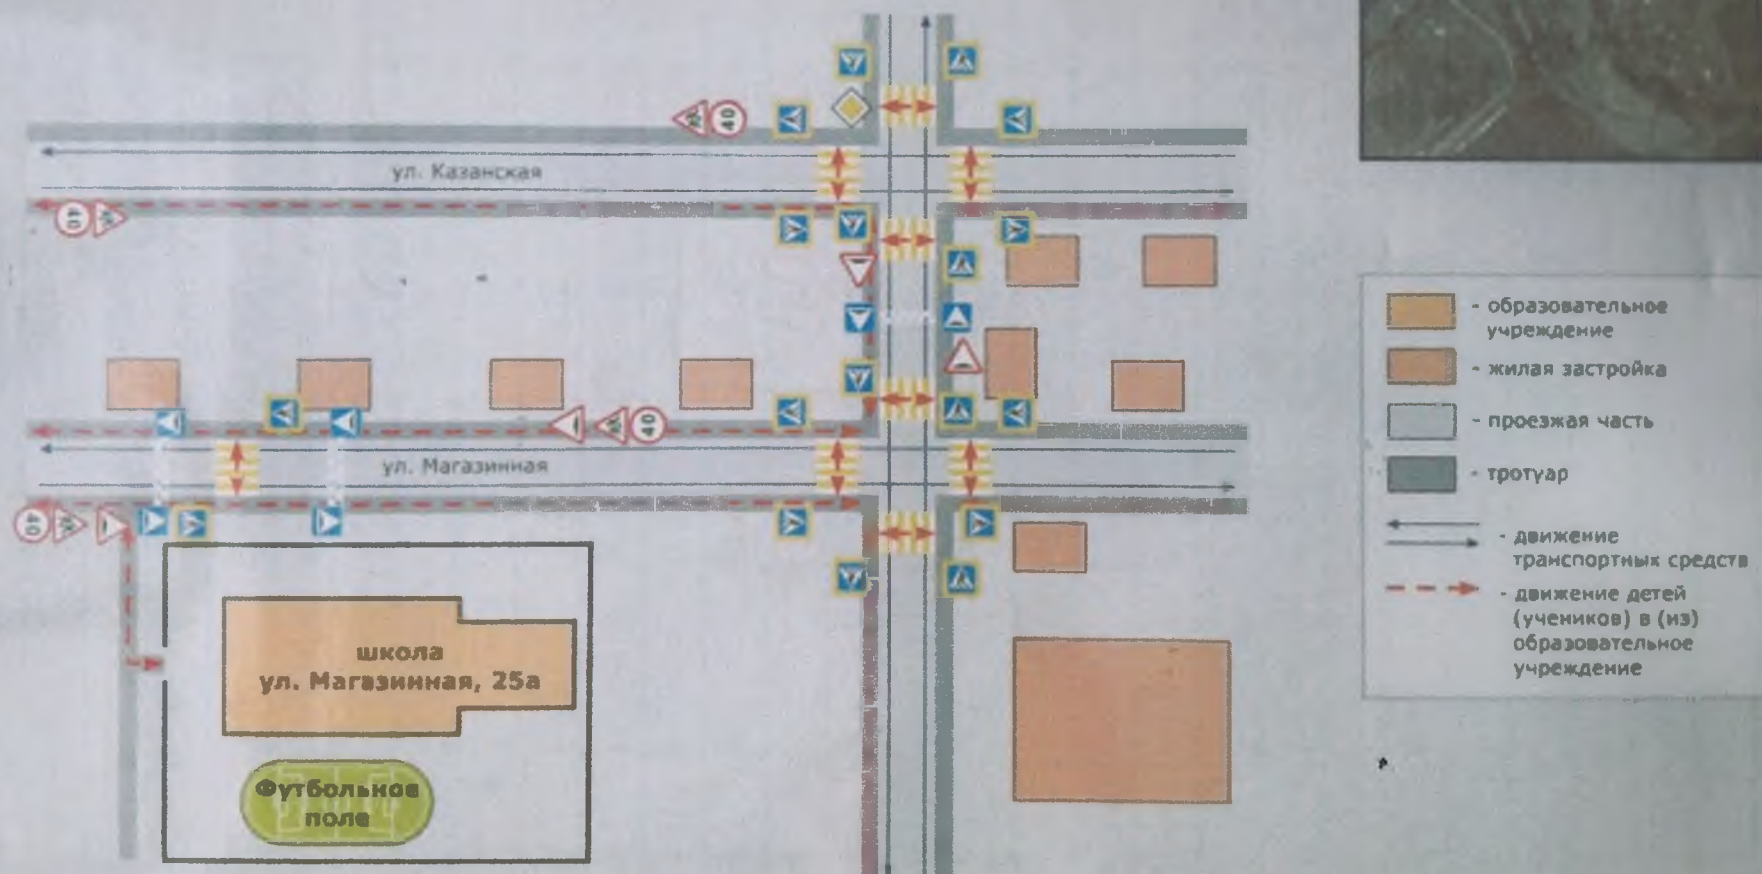 40
ул. Казанская
40
40
ул. Магазинная
40
школа
ул. Магазинная, 25а
Футбольное
поле
- образовательное
учреждение
- жилая застройка
- проезжая часть
- тротуар
- движение
транспортных средств
- движение детей
(учеников) в (из)
образовательное
учреждение